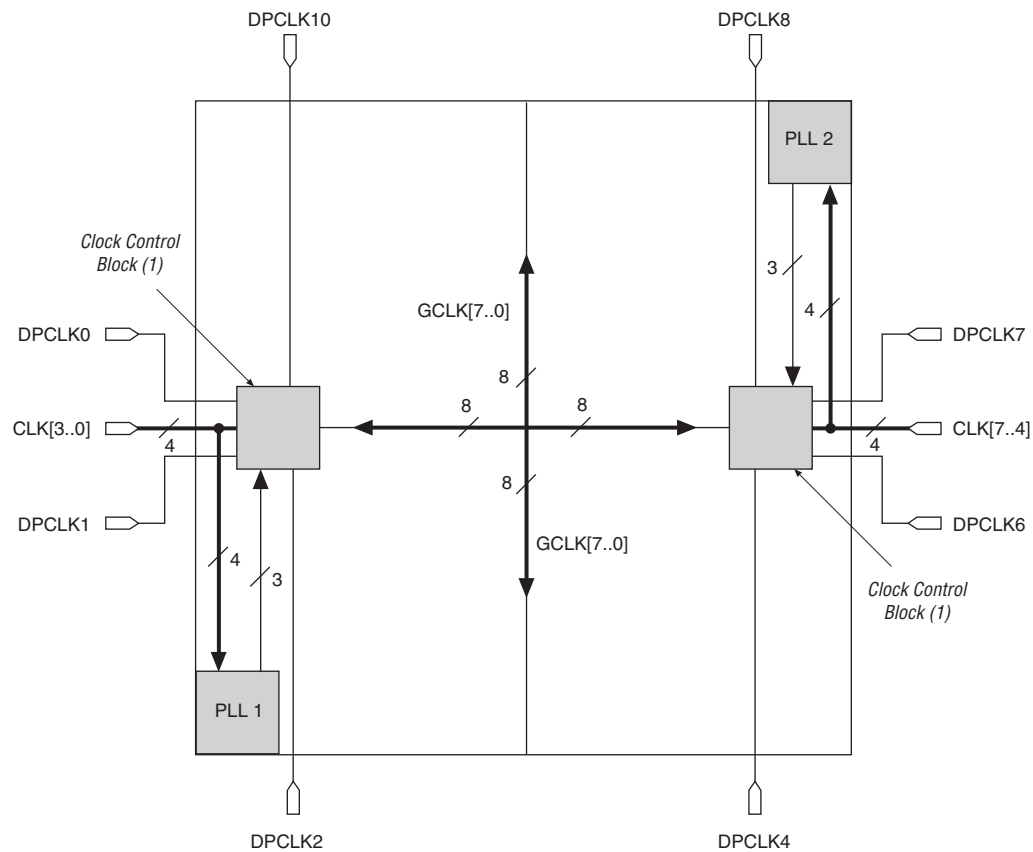 DPCLK10
DPCLK8
PLL 2
Clock Control
Block (1)
3
GCLK[7..0]
4
DPCLK0
DPCLK7
8
8
8
CLK[3..0]
4
4
CLK[7..4]
8
DPCLK1
DPCLK6
GCLK[7..0]
4
3
Clock Control
Block (1)
PLL 1
DPCLK2
DPCLK4